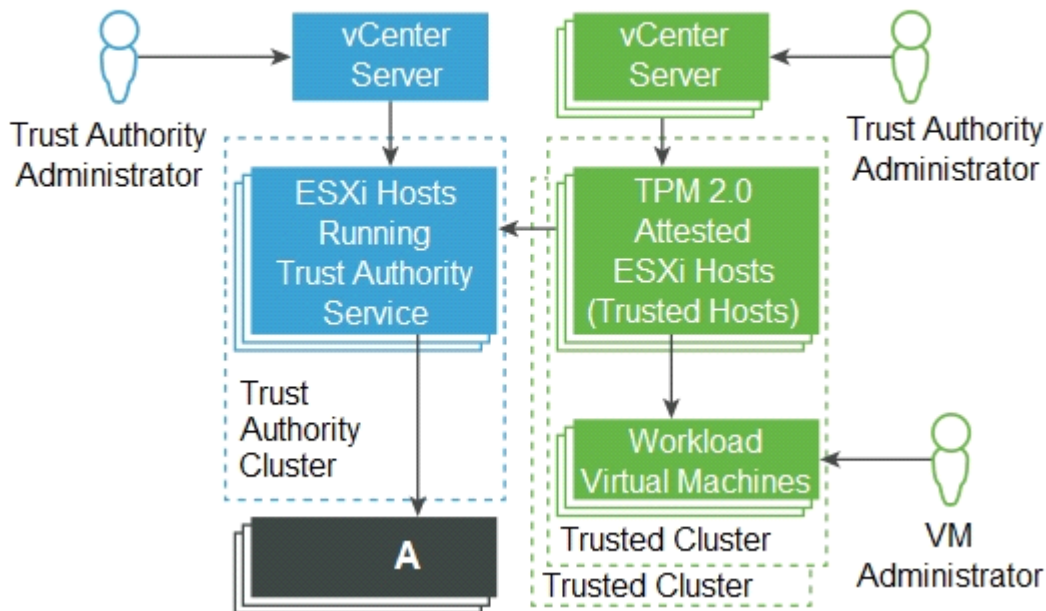 vCenter
Server
vCenter
Server
Trust Authority
Administrator
Trust Authority
Administrator
ESXi Hosts
Running
Trust Authority
Service
TPM 2.0
Attested
ESXi Hosts
(Trusted Hosts)
Trust
Authority
Cluster
Workload
Virtual Machines
Trusted Cluster
Trusted Cluster
VM
Administrator
A